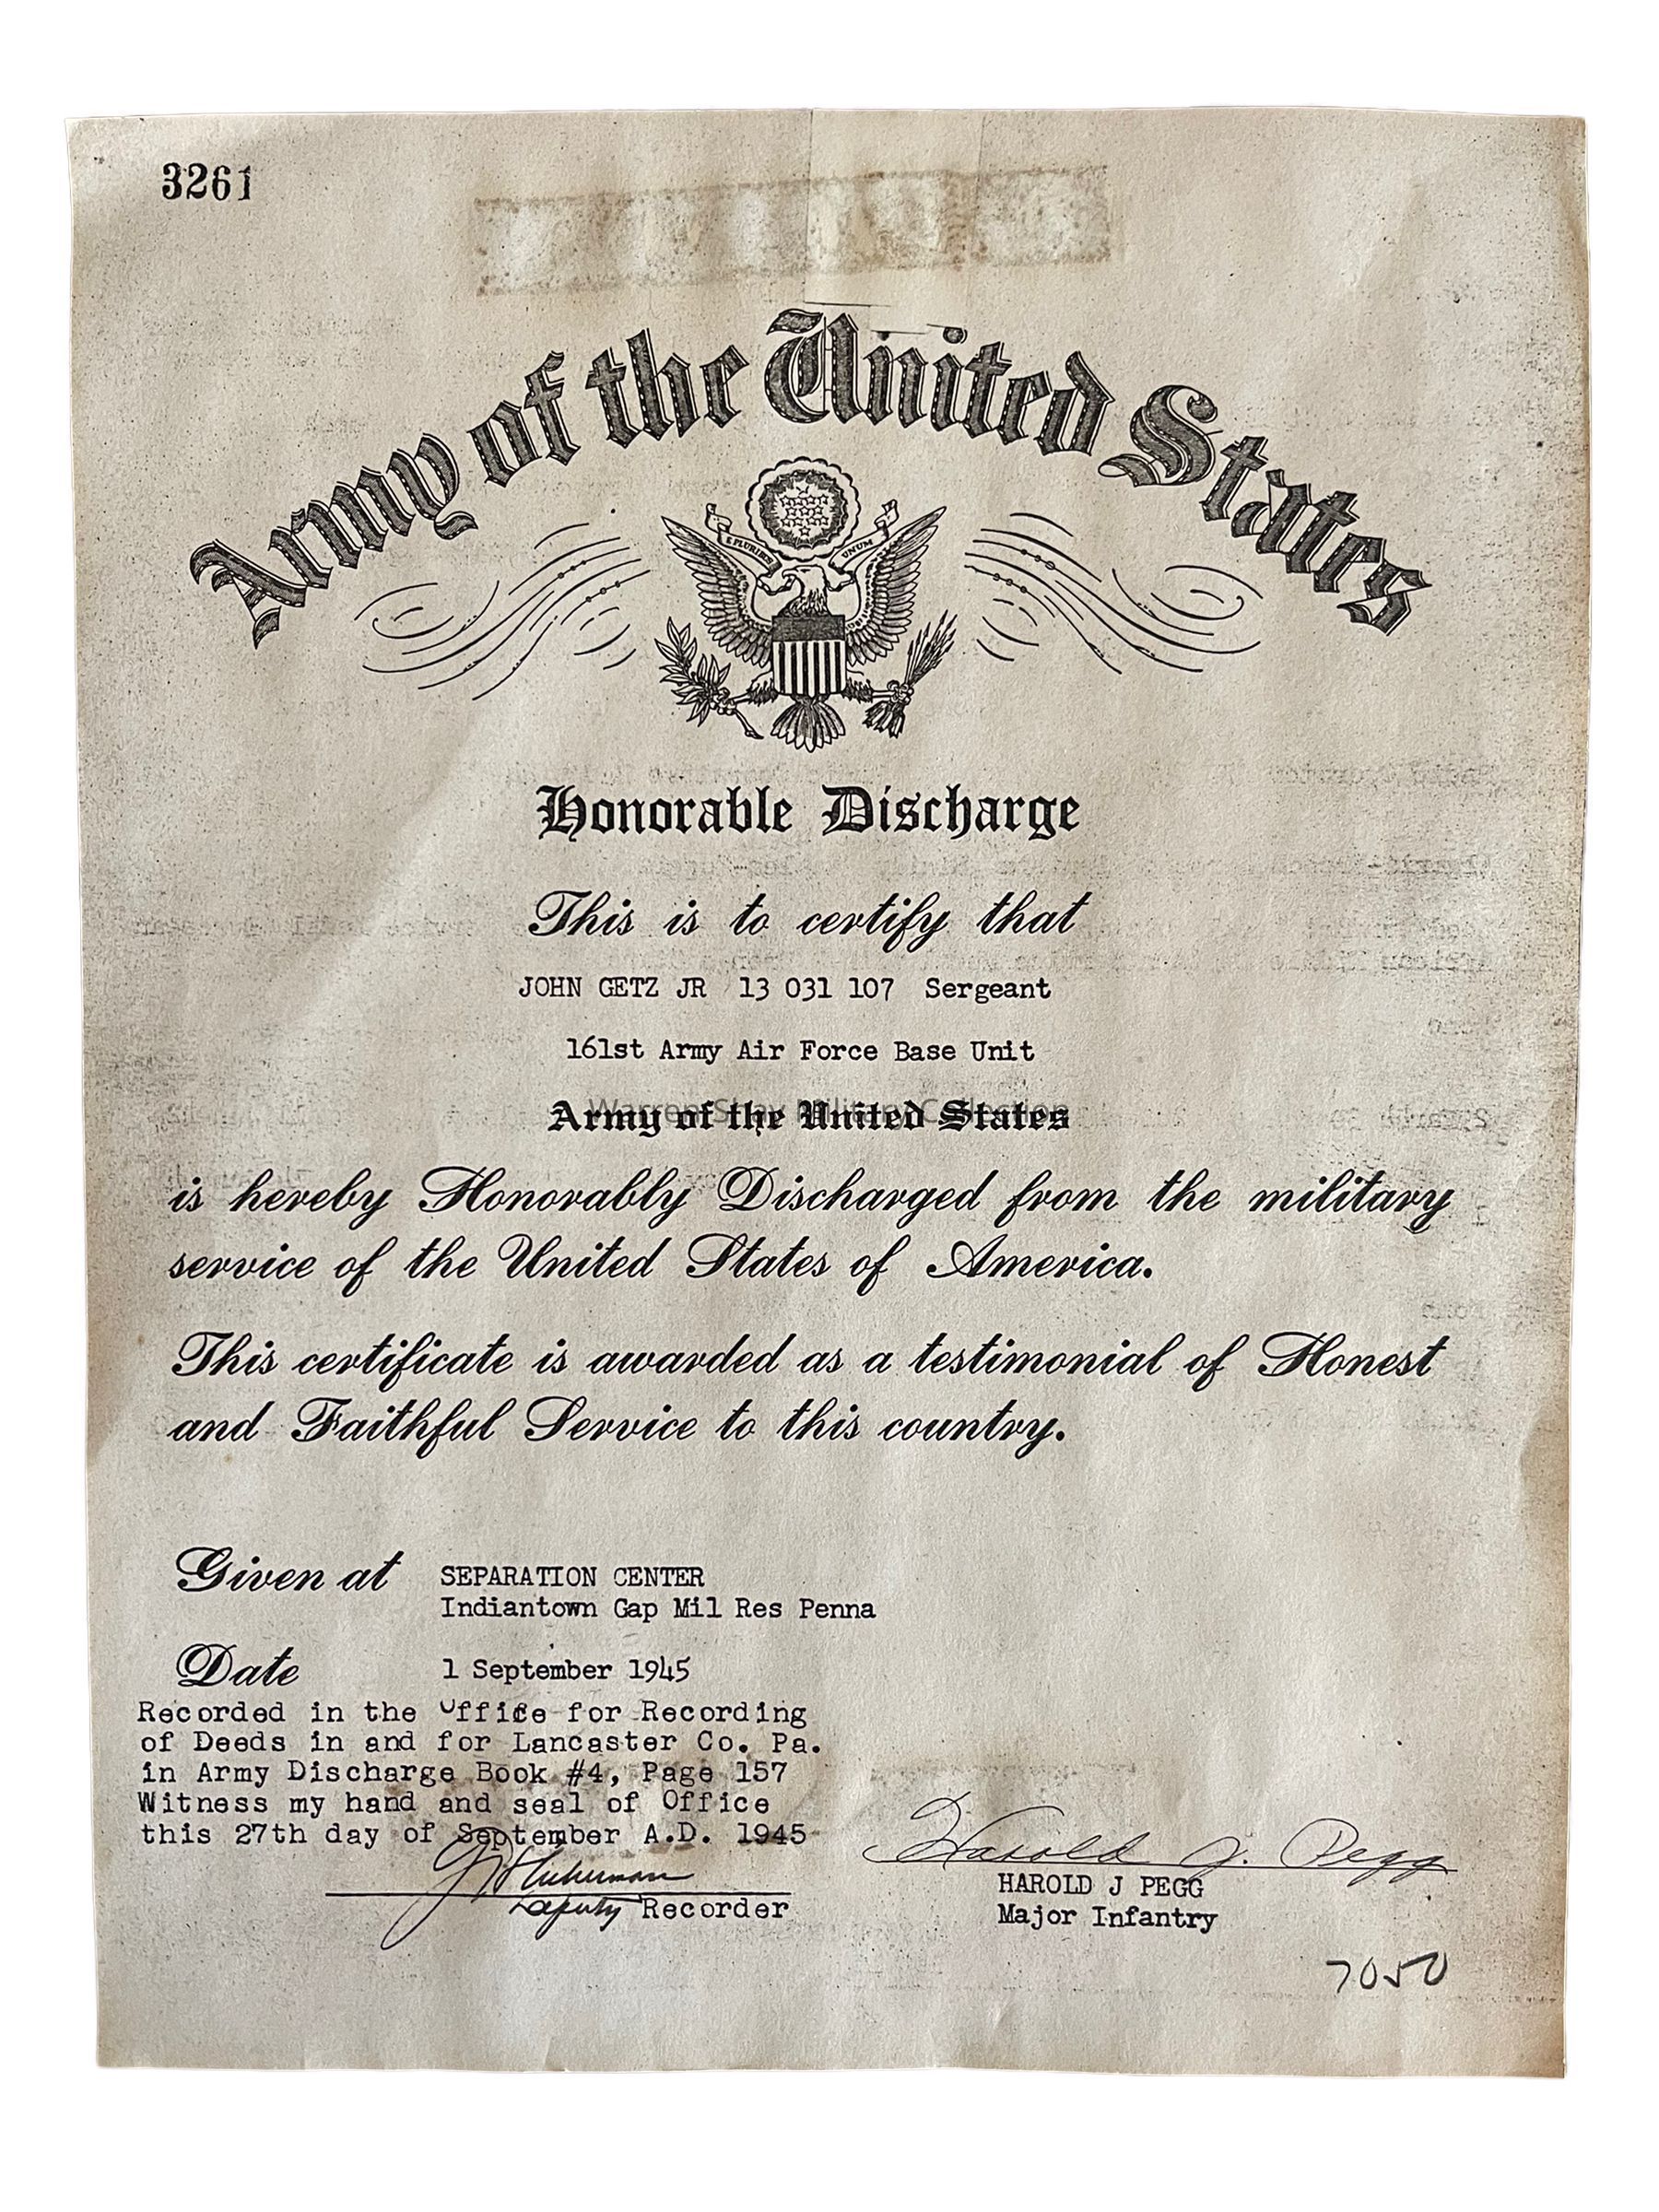 3261
Army of the United States
E PLURIBUS UNUM
Honorable Discharge
This is to certify that
JOHN GETZ JR 13 031 107 Sergeant
161st Army Air Force Base Unit
Army of the United States
is hereby Honorably Discharged from the military
service of the United States of America.
This certificate is awarded as a testimonial of Honest
and Faithful Service to this country.
Given at SEPARATION CENTER
Indiantown Gap Mil Res Penna
Date 1 September 1945
Recorded in the Office for Recording
of Deeds in and for Lancaster Co. Pa.
in Army Discharge Book #4, Page 157
Witness my hand and seal of Office
this 27th day of September A.D. 1945
Deputy Recorder
Harold J. Pegg
HAROLD J PEGG
Major Infantry
7050